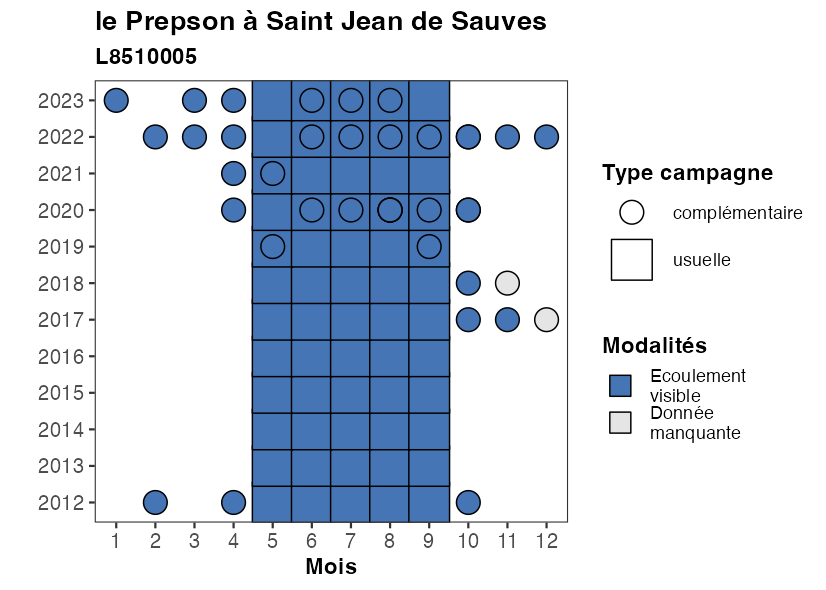 le Prepson à Saint Jean de Sauves
L8510005
2023
2022
2021
2020
2019
2018
2017
2016
2015
2014
2013
2012
1 2 3 4 5 6 7 8 9 10 11 12
Mois
Type campagne
complémentaire
usuelle
Modalités
Ecoulement
visible
Donnée
manquante